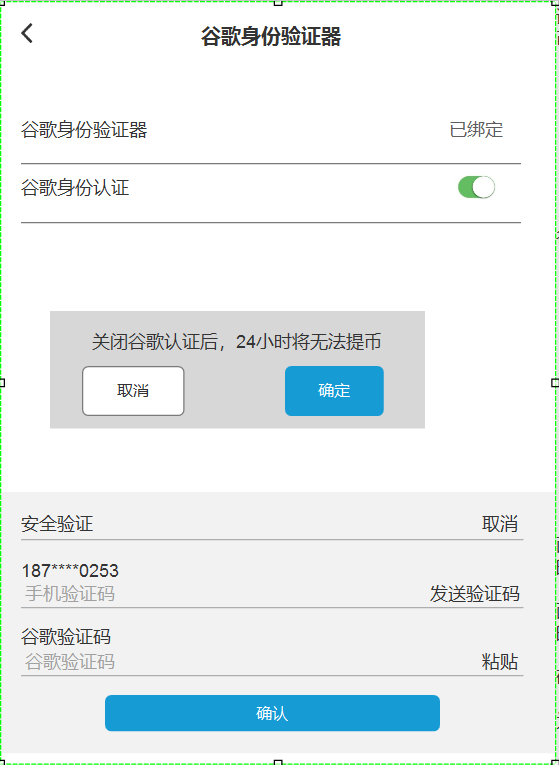 谷歌身份验证器
谷歌身份验证器 已绑定
谷歌身份认证
关闭谷歌认证后，24小时将无法提币
取消 确定
安全验证 取消
187****0253
手机验证码 发送验证码
谷歌验证码
谷歌验证码 粘贴
确认